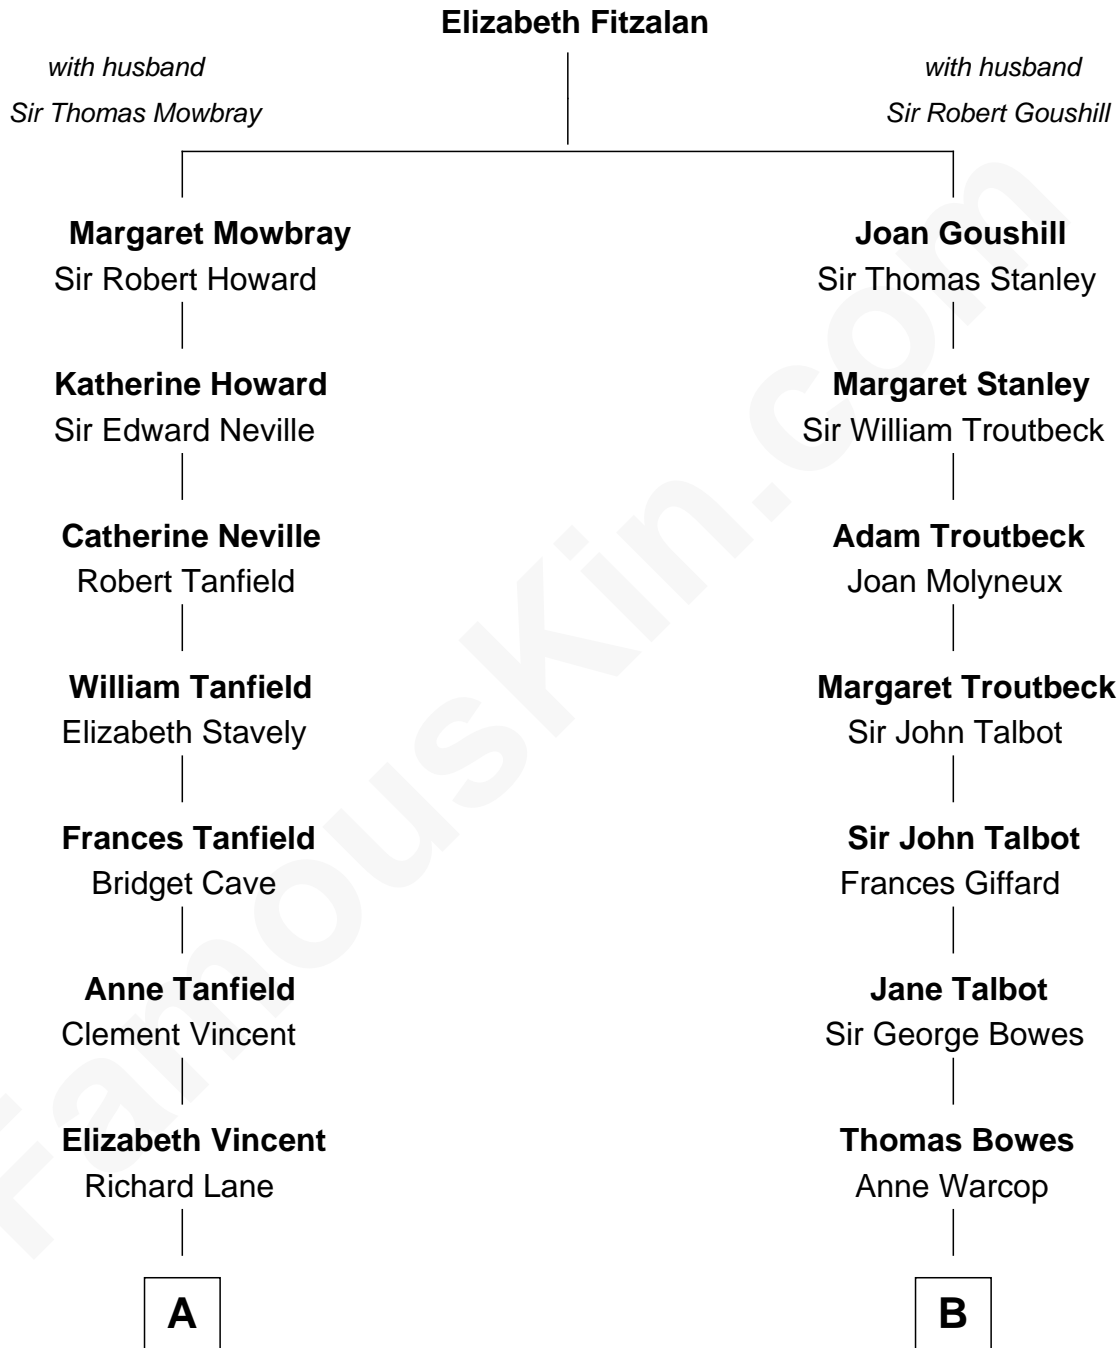 Elizabeth Fitzalan
with husband
Sir Thomas Mowbray
with husband
Sir Robert Goushill
Margaret Mowbray
Sir Robert Howard
Joan Goushill
Sir Thomas Stanley
Katherine Howard
Sir Edward Neville
Margaret Stanley
Sir William Troutbeck
Catherine Neville
Robert Tanfield
Adam Troutbeck
Joan Molyneux
William Tanfield
Elizabeth Stavely
Margaret Troutbeck
Sir John Talbot
Frances Tanfield
Bridget Cave
Sir John Talbot
Frances Giffard
Anne Tanfield
Clement Vincent
Jane Talbot
Sir George Bowes
Elizabeth Vincent
Richard Lane
Thomas Bowes
Anne Warcop
A
B
FamousKin.com